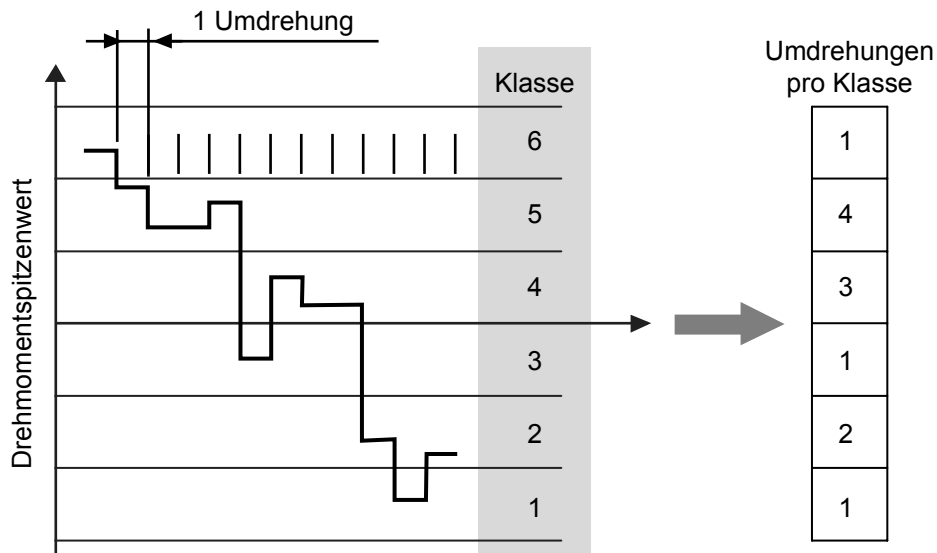 1 Umdrehung
Umdrehungen
pro Klasse
Klasse
6
1
5
4
4
3
3
1
2
2
1
1
Drehmomentspitzenwert